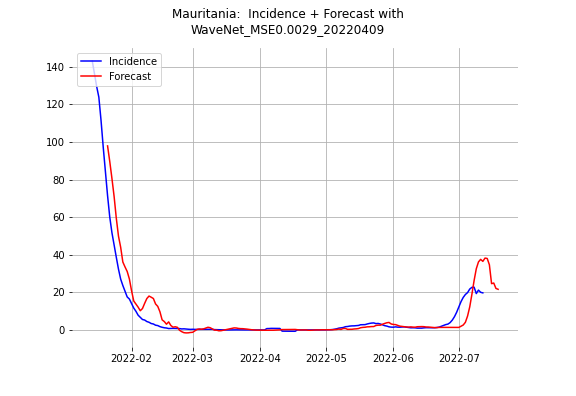 Mauritania:  Incidence + Forecast with
WaveNet_MSE0.0029_20220409
Incidence
Forecast
140
120
100
80
60
40
20
0
2022-02 2022-03 2022-04 2022-05 2022-06 2022-07